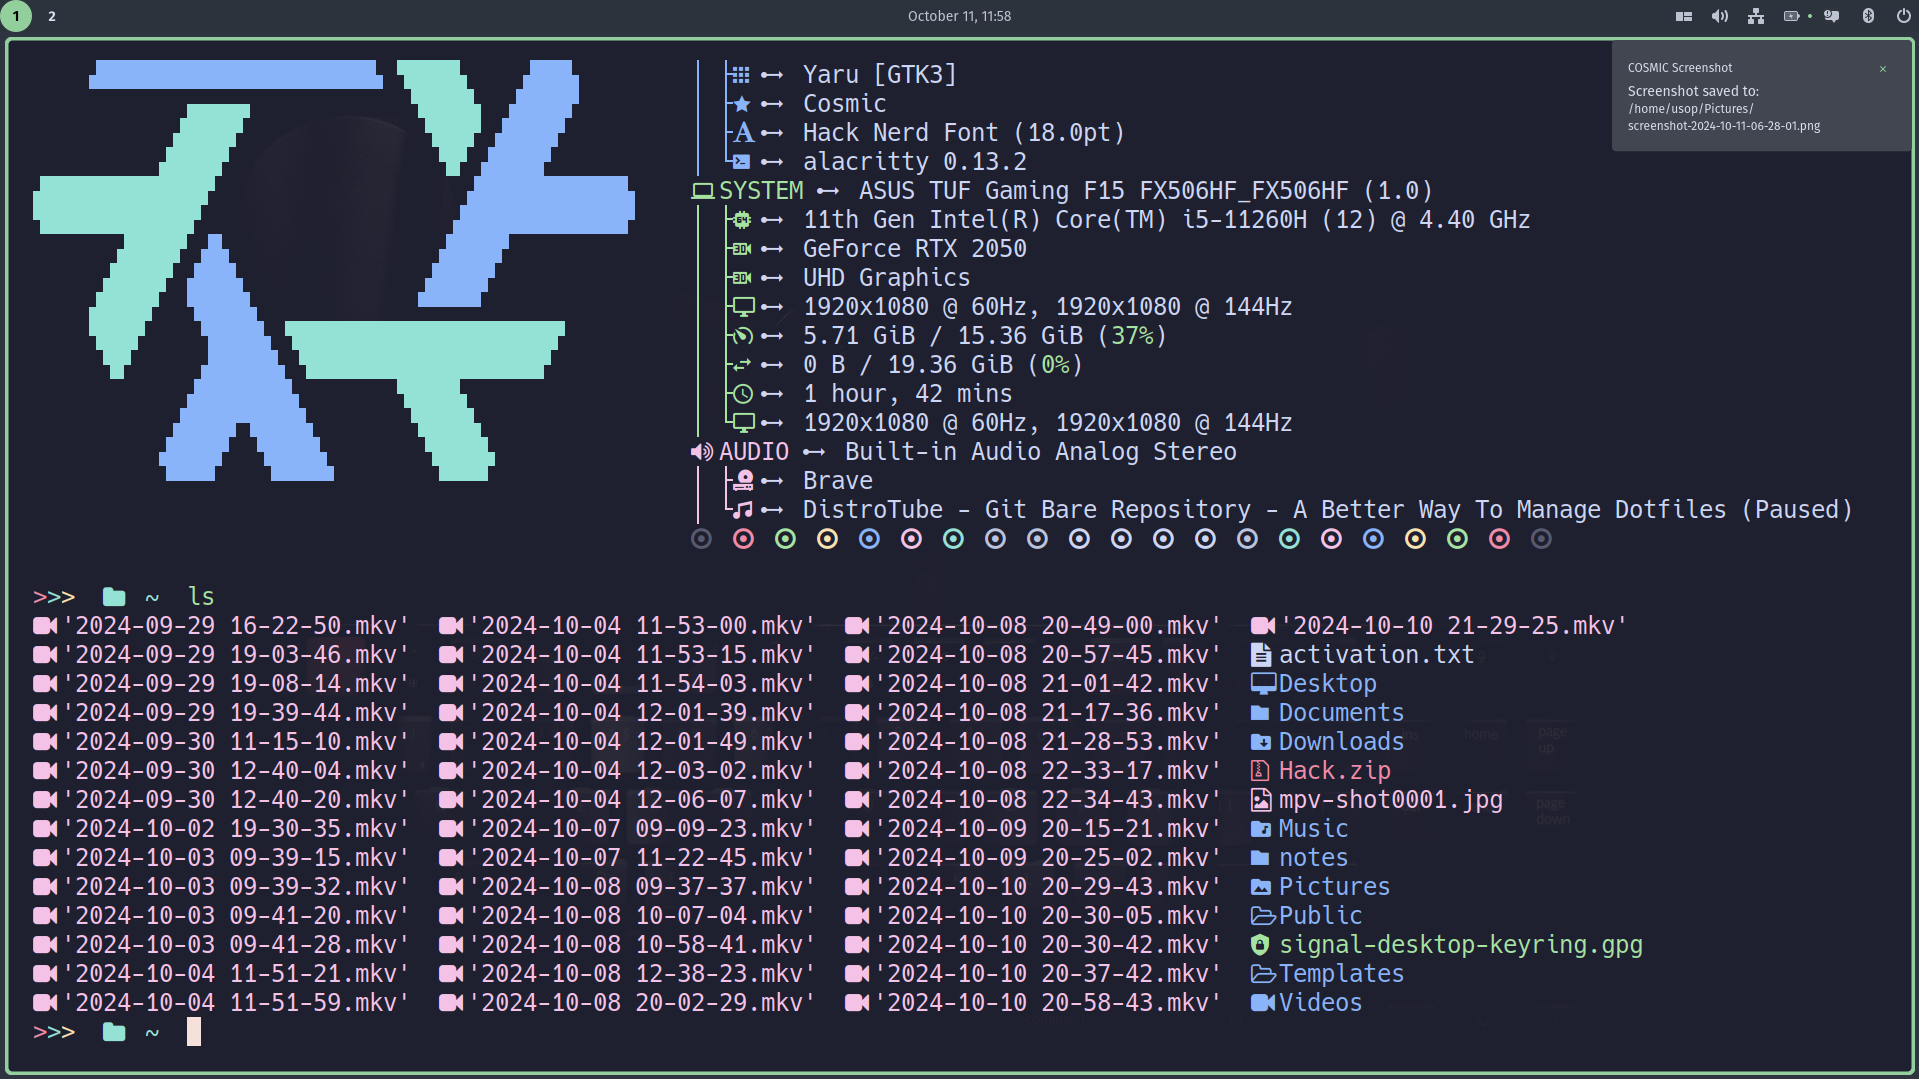 1 2 October 11, 11:58
COSMIC Screenshot ×
Screenshot saved to:
/home/usop/Pictures/
screenshot-2024-10-11-06-28-01.png
Yaru [GTK3]
Cosmic
Hack Nerd Font (18.0pt)
alacritty 0.13.2
SYSTEM ASUS TUF Gaming F15 FX506HF_FX506HF (1.0)
11th Gen Intel(R) Core(TM) i5-11260H (12) @ 4.40 GHz
GeForce RTX 2050
UHD Graphics
1920x1080 @ 60Hz, 1920x1080 @ 144Hz
5.71 GiB / 15.36 GiB (37%)
0 B / 19.36 GiB (0%)
1 hour, 42 mins
1920x1080 @ 60Hz, 1920x1080 @ 144Hz
AUDIO Built-in Audio Analog Stereo
Brave
DistroTube - Git Bare Repository - A Better Way To Manage Dotfiles (Paused)
>>> ~ ls
'2024-09-29 16-22-50.mkv' '2024-10-04 11-53-00.mkv' '2024-10-08 20-49-00.mkv' '2024-10-10 21-29-25.mkv'
'2024-09-29 19-03-46.mkv' '2024-10-04 11-53-15.mkv' '2024-10-08 20-57-45.mkv' activation.txt
'2024-09-29 19-08-14.mkv' '2024-10-04 11-54-03.mkv' '2024-10-08 21-01-42.mkv' Desktop
'2024-09-29 19-39-44.mkv' '2024-10-04 12-01-39.mkv' '2024-10-08 21-17-36.mkv' Documents
'2024-09-30 11-15-10.mkv' '2024-10-04 12-01-49.mkv' '2024-10-08 21-28-53.mkv' Downloads
'2024-09-30 12-40-04.mkv' '2024-10-04 12-03-02.mkv' '2024-10-08 22-33-17.mkv' Hack.zip
'2024-09-30 12-40-20.mkv' '2024-10-04 12-06-07.mkv' '2024-10-08 22-34-43.mkv' mpv-shot0001.jpg
'2024-10-02 19-30-35.mkv' '2024-10-07 09-09-23.mkv' '2024-10-09 20-15-21.mkv' Music
'2024-10-03 09-39-15.mkv' '2024-10-07 11-22-45.mkv' '2024-10-09 20-25-02.mkv' notes
'2024-10-03 09-39-32.mkv' '2024-10-08 09-37-37.mkv' '2024-10-10 20-29-43.mkv' Pictures
'2024-10-03 09-41-20.mkv' '2024-10-08 10-07-04.mkv' '2024-10-10 20-30-05.mkv' Public
'2024-10-03 09-41-28.mkv' '2024-10-08 10-58-41.mkv' '2024-10-10 20-30-42.mkv' signal-desktop-keyring.gpg
'2024-10-04 11-51-21.mkv' '2024-10-08 12-38-23.mkv' '2024-10-10 20-37-42.mkv' Templates
'2024-10-04 11-51-59.mkv' '2024-10-08 20-02-29.mkv' '2024-10-10 20-58-43.mkv' Videos
>>> ~